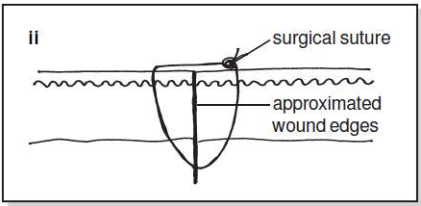 ii
surgical suture
approximated
wound edges